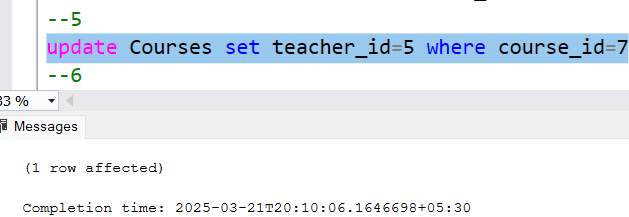 --5
update Courses set teacher_id=5 where course_id=7
--6
33 %
Messages
(1 row affected)
Completion time: 2025-03-21T20:10:06.1646698+05:30